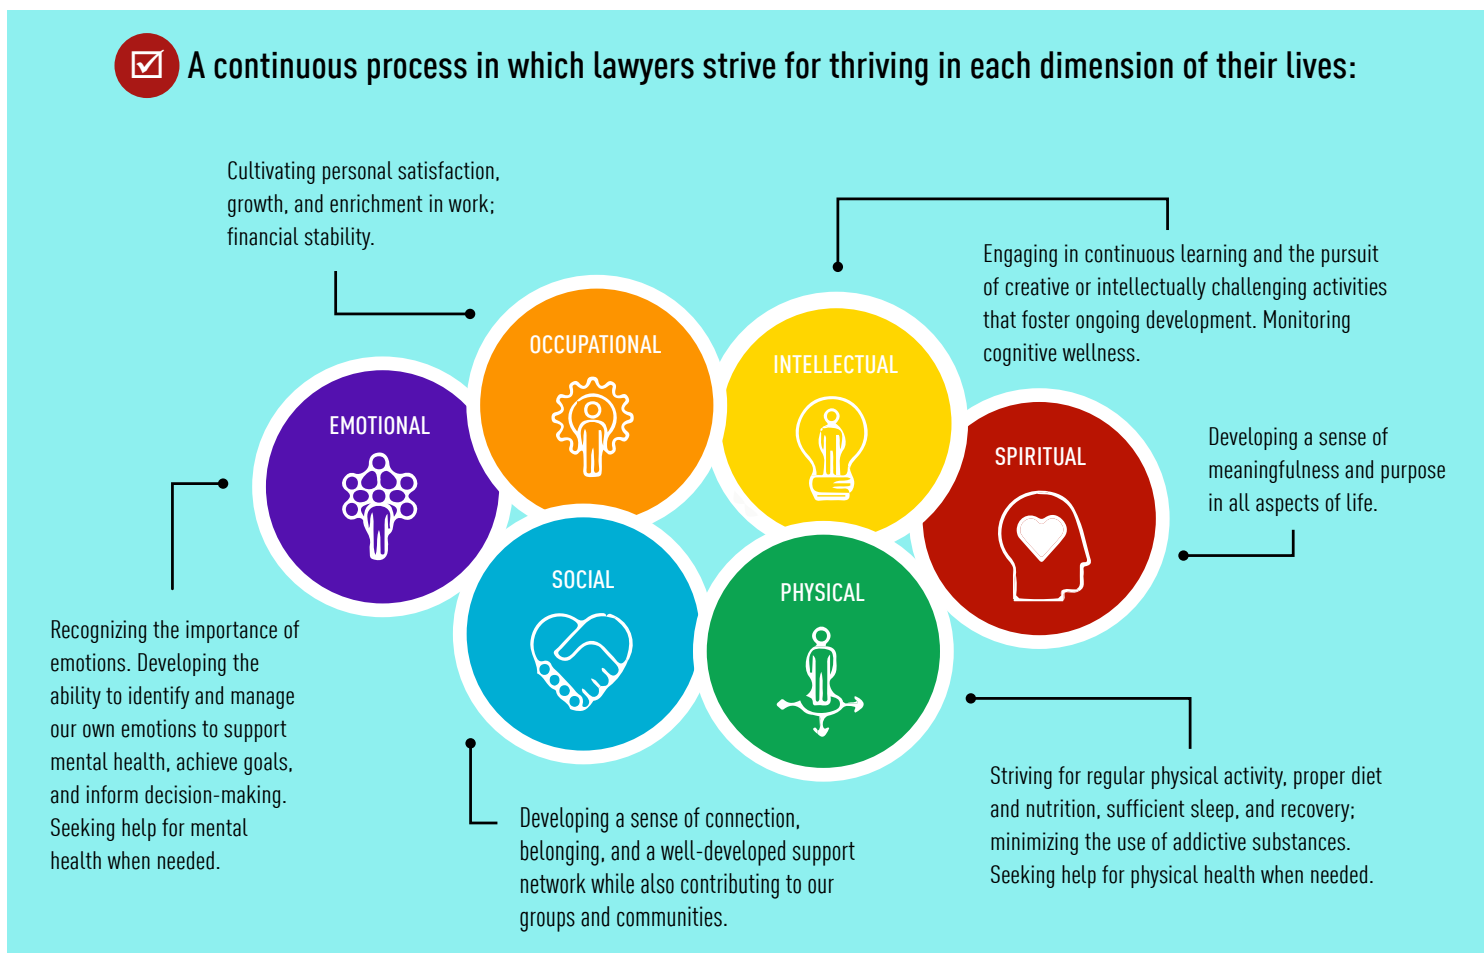 A continuous process in which lawyers strive for thriving in each dimension of their lives:
Cultivating personal satisfaction,
growth, and enrichment in work;
financial stability.
Engaging in continuous learning and the pursuit
of creative or intellectually challenging activities
that foster ongoing development. Monitoring
cognitive wellness.
OCCUPATIONAL
INTELLECTUAL
EMOTIONAL
SPIRITUAL
Developing a sense of
meaningfulness and purpose
in all aspects of life.
SOCIAL
PHYSICAL
Recognizing the importance of
emotions. Developing the
ability to identify and manage
our own emotions to support
mental health, achieve goals,
and inform decision-making.
Seeking help for mental
health when needed.
Developing a sense of connection,
belonging, and a well-developed support
network while also contributing to our
groups and communities.
Striving for regular physical activity, proper diet
and nutrition, sufficient sleep, and recovery;
minimizing the use of addictive substances.
Seeking help for physical health when needed.